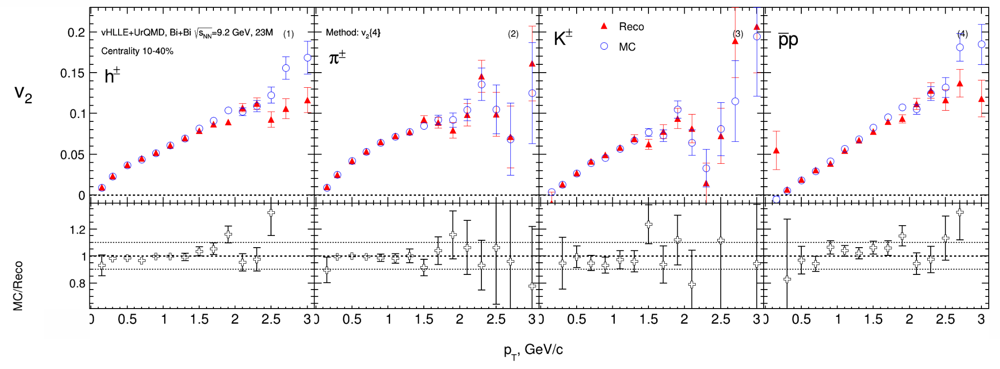 vHLLE+UrQMD, Bi+Bi √sNN=9.2 GeV, 23M (1)
Centrality 10-40%
h±
Method: v2{4} (2)
π±
K±
Reco
MC
(3)
p̅p
(4)
v2
0.2
0.15
0.1
0.05
0
MC/Reco
1.2
1
0.8
0 0.5 1 1.5 2 2.5 3 0 0.5 1 1.5 2 2.5 3 0 0.5 1 1.5 2 2.5 3 0 0.5 1 1.5 2 2.5 3
pT, GeV/c